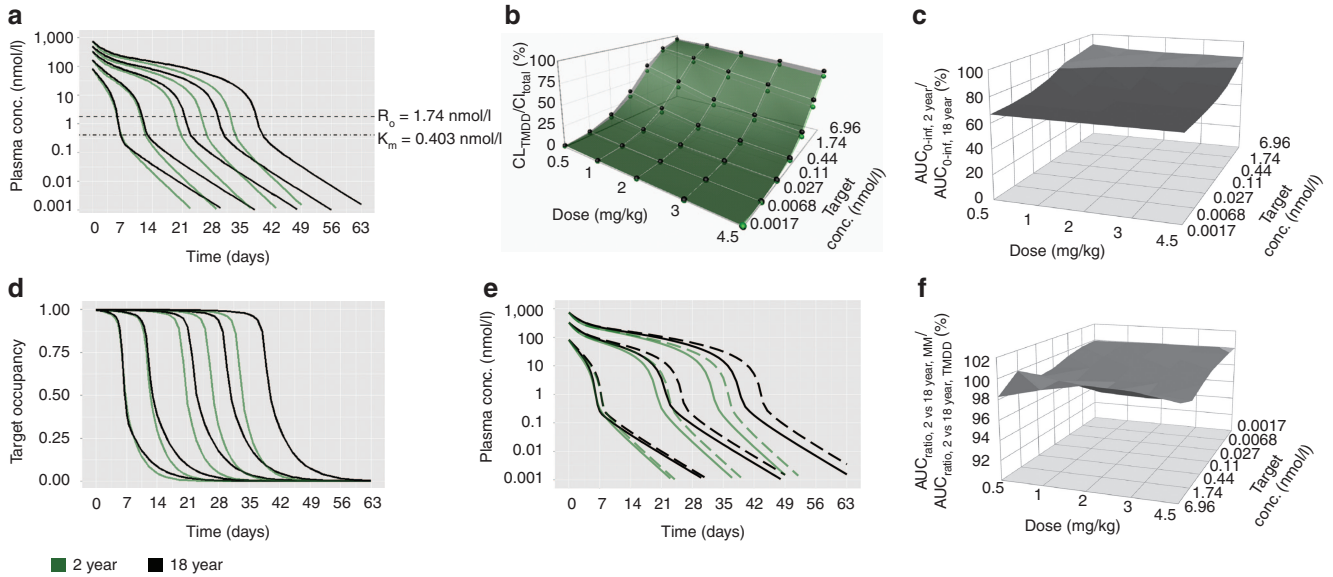 a
Plasma conc. (nmol/l)
1,000
100
10
1
0.1
0.01
0.001
0 7 14 21 28 35 42 49 56 63
Time (days)
R₀ = 1.74 nmol/l
Kₘ = 0.403 nmol/l
b
CL_TMDD/Cl_total (%)
100
75
50
25
0
0.5 1 2 3 4.5
Dose (mg/kg)
6.96
1.74
0.44
0.11
0.027
0.0068
0.0017
Target
conc. (nmol/l)
c
AUC_0-inf, 2 year/
AUC_0-inf, 18 year (%)
100
80
60
40
20
0
0.5 1 2 3 4.5
Dose (mg/kg)
6.96
1.74
0.44
0.11
0.027
0.0068
0.0017
Target
conc. (nmol/l)
d
Target occupancy
1.00
0.75
0.50
0.25
0.00
0 7 14 21 28 35 42 49 56 63
Time (days)
e
Plasma conc. (nmol/l)
1,000
100
10
1
0.1
0.01
0.001
0 7 14 21 28 35 42 49 56 63
Time (days)
f
AUC_ratio, 2 vs 18 year, MM/
AUC_ratio, 2 vs 18 year, TMDD (%)
102
100
98
96
94
92
0.5 1 2 3 4.5
Dose (mg/kg)
0.0017
0.0068
0.027
0.11
0.44
1.74
6.96
Target
conc. (nmol/l)
2 year 18 year